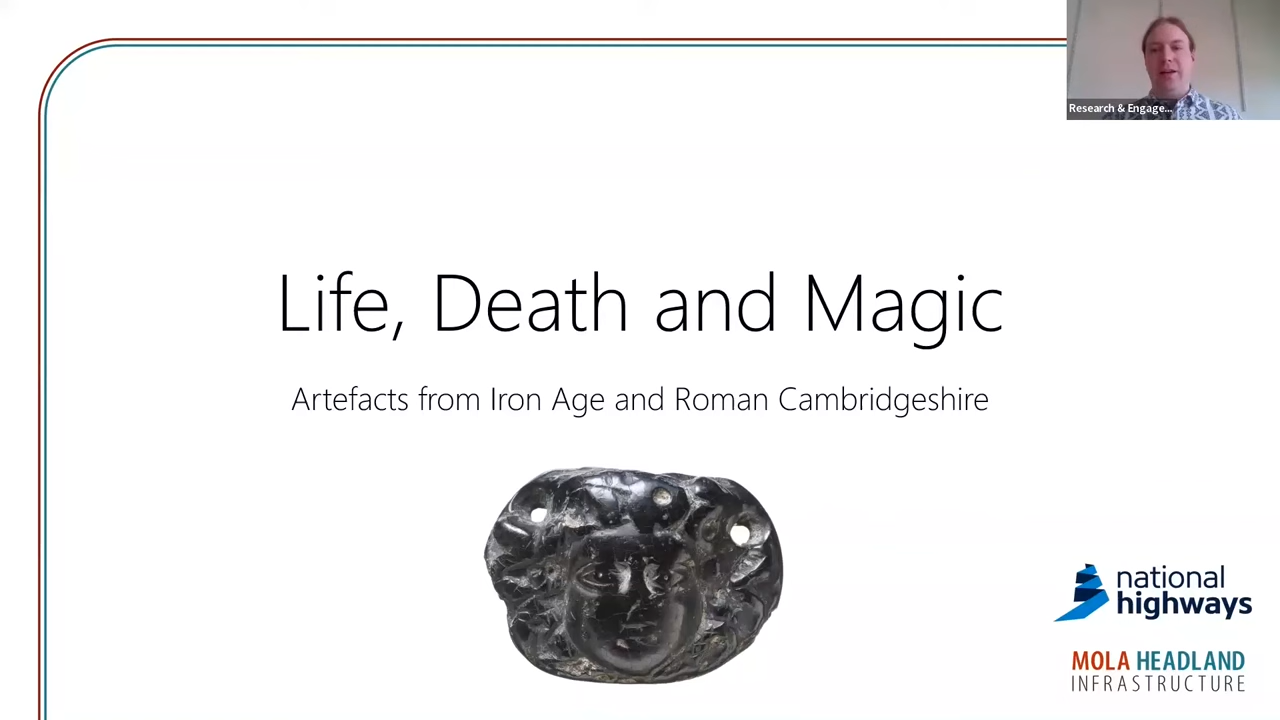 Research & Engage...
Life, Death and Magic
Artefacts from Iron Age and Roman Cambridgeshire
national
highways
MOLA HEADLAND
INFRASTRUCTURE